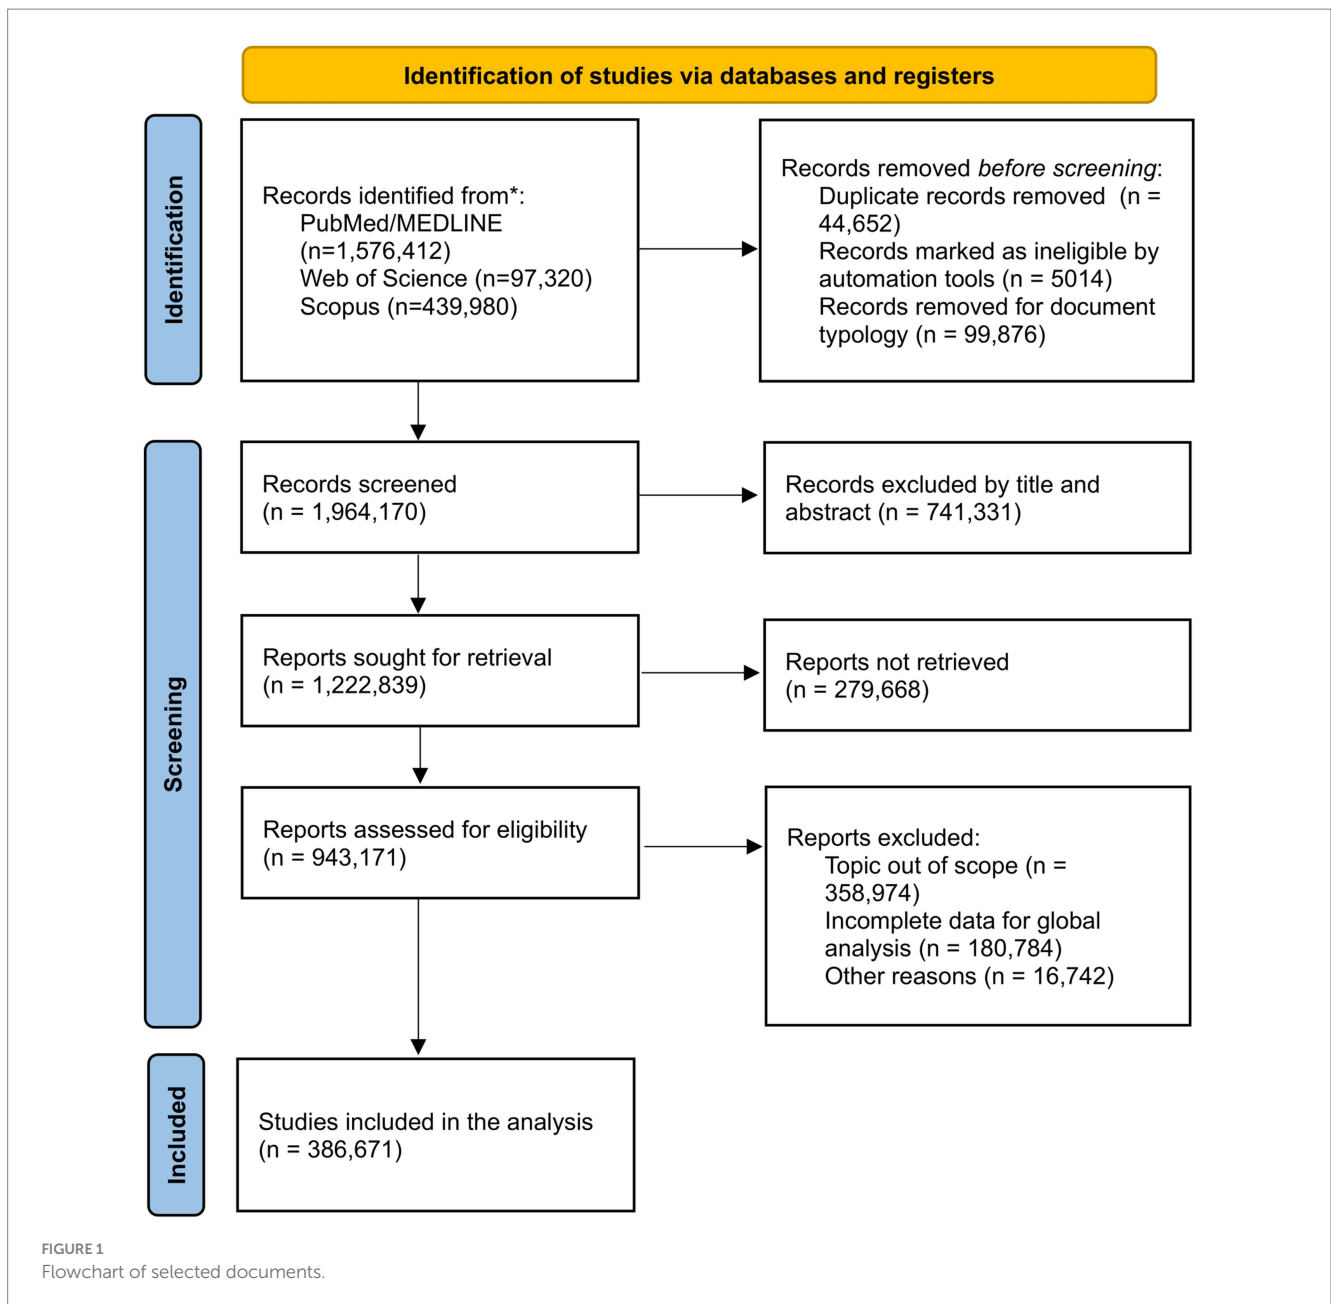 Identification of studies via databases and registers
Identification
Records identified from*:
PubMed/MEDLINE
(n=1,576,412)
Web of Science (n=97,320)
Scopus (n=439,980)
Records removed before screening:
Duplicate records removed (n =
44,652)
Records marked as ineligible by
automation tools (n = 5014)
Records removed for document
typology (n = 99,876)
Screening
Records screened
(n = 1,964,170)
Records excluded by title and
abstract (n = 741,331)
Reports sought for retrieval
(n = 1,222,839)
Reports not retrieved
(n = 279,668)
Reports assessed for eligibility
(n = 943,171)
Reports excluded:
Topic out of scope (n =
358,974)
Incomplete data for global
analysis (n = 180,784)
Other reasons (n = 16,742)
Included
Studies included in the analysis
(n = 386,671)
FIGURE 1
Flowchart of selected documents.